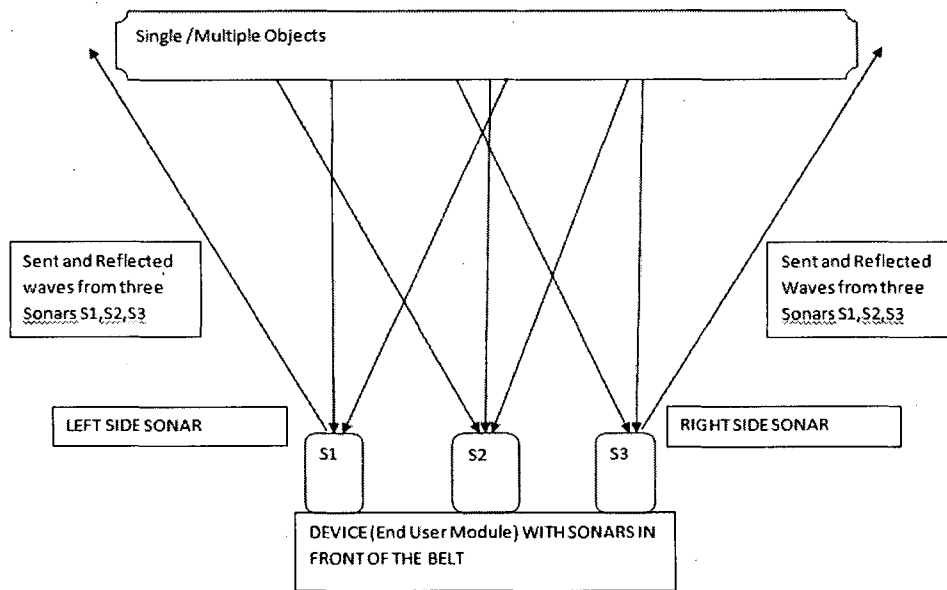 Single /Multiple Objects
Sent and Reflected
waves from three
Sonars S1,S2,S3
Sent and Reflected
Waves from three
Sonars S1,S2,S3
LEFT SIDE SONAR
RIGHT SIDE SONAR
S1
S2
S3
DEVICE (End User Module) WITH SONARS IN
FRONT OF THE BELT